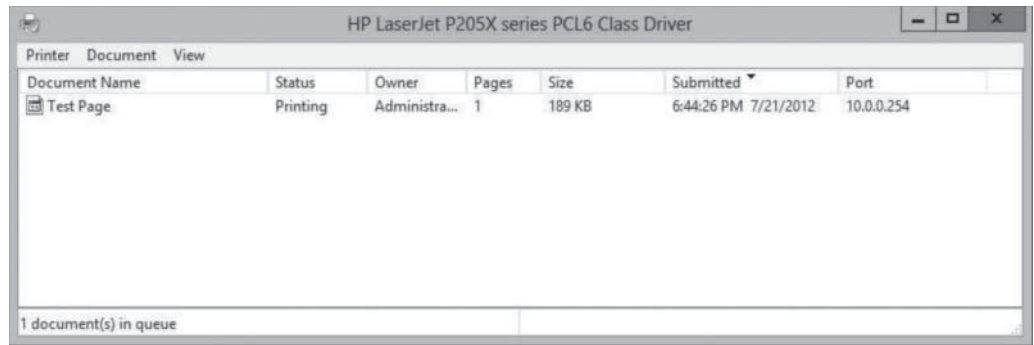 HP LaserJet P205X series PCL6 Class Driver
Printer Document View
Document Name Status Owner Pages Size Submitted Port
Test Page Printing Administra... 1 189 KB 6:44:26 PM 7/21/2012 10.0.0.254
1 document(s) in queue